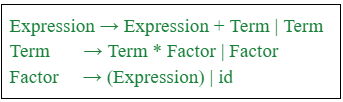 Expression → Expression + Term | Term
Term → Term * Factor | Factor
Factor → (Expression) | id